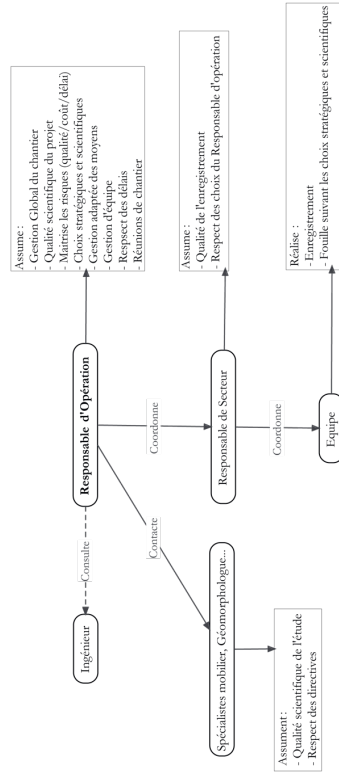 Assume :
- Gestion Global du chantier
- Qualité scientifique du projet
- Maitrise les risques (qualité/coût/délai)
- Choix stratégiques et scientifiques
- Gestion adaptée des moyens
- Gestion d'équipe
- Respsect des délais
- Réunions de chantier
Ingénieur
Consulte
Responsable d'Opération
Contacte
Coordonne
Assume :
- Qualité de l'enregistrement
- Respect des choix du Responsable d'opération
Spécialistes mobilier, Géomorphologue...
Responsable de Secteur
Coordonne
Assument :
- Qualité scientifique de l'étude
- Respect des directives
Equipe
Réalise :
- Enregistrement
- Fouille suivant les choix stratégiques et scientifiques